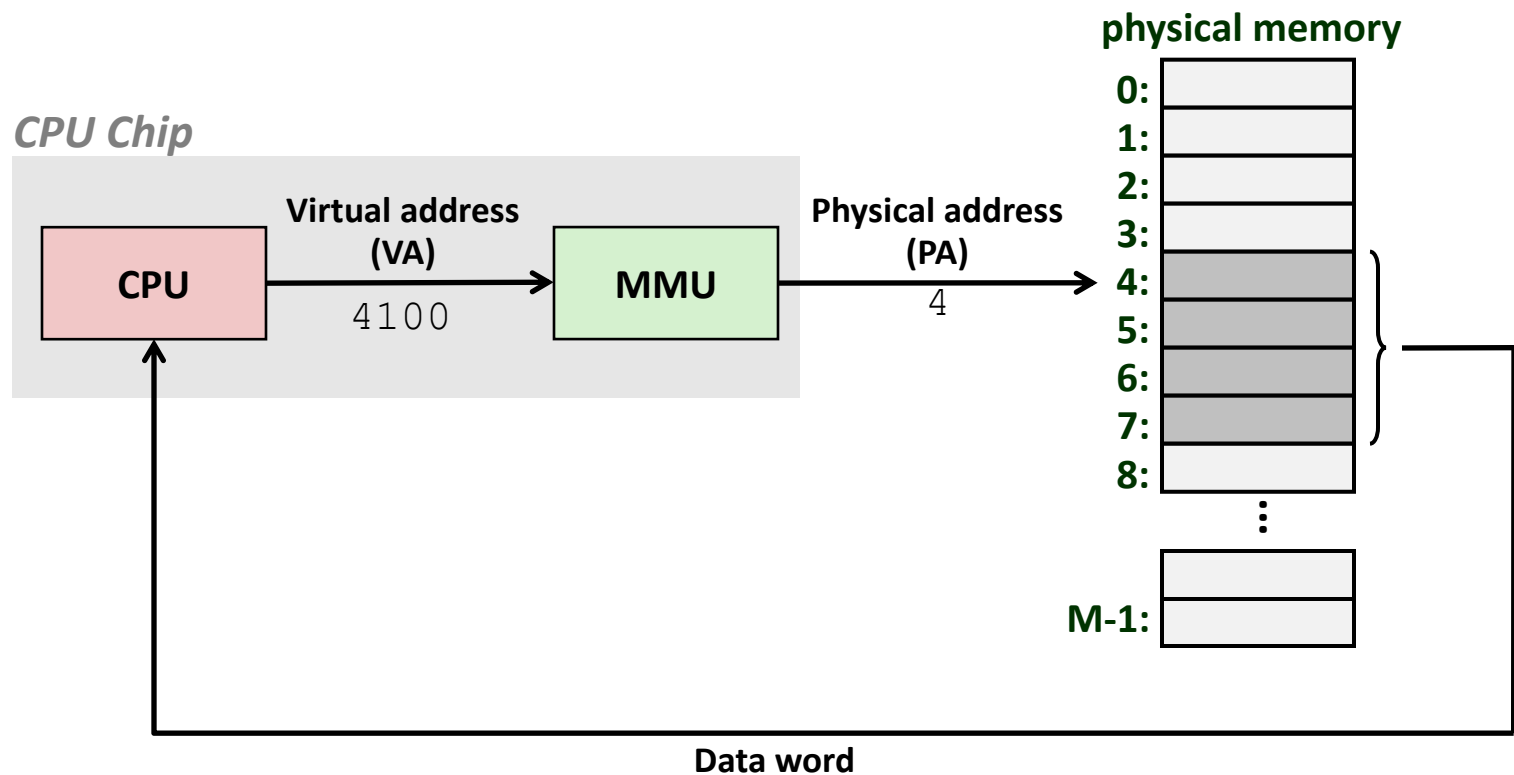 physical memory
0:
CPU Chip
1:
2:
Virtual address
(VA)
Physical address
(PA)
3:
CPU
MMU
4:
4100
4
5:
6:
7:
8:
...
M-1:
Data word